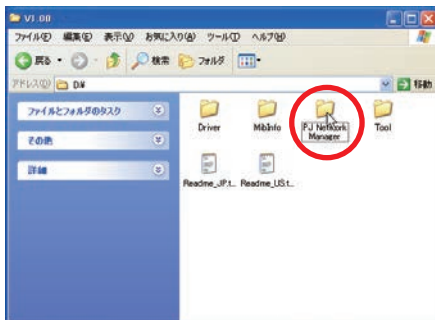 V1.00
ファイル(F) 編集(E) 表示(V) お気に入り(A) ツール(T) ヘルプ(H)
戻る 検索 フォルダ
アドレス(D) D:¥ 移動
ファイルとフォルダのタスク
その他
詳細
Driver MibInfo PJ Network Manager Tool
Readme_JP.t... Readme_US.t...